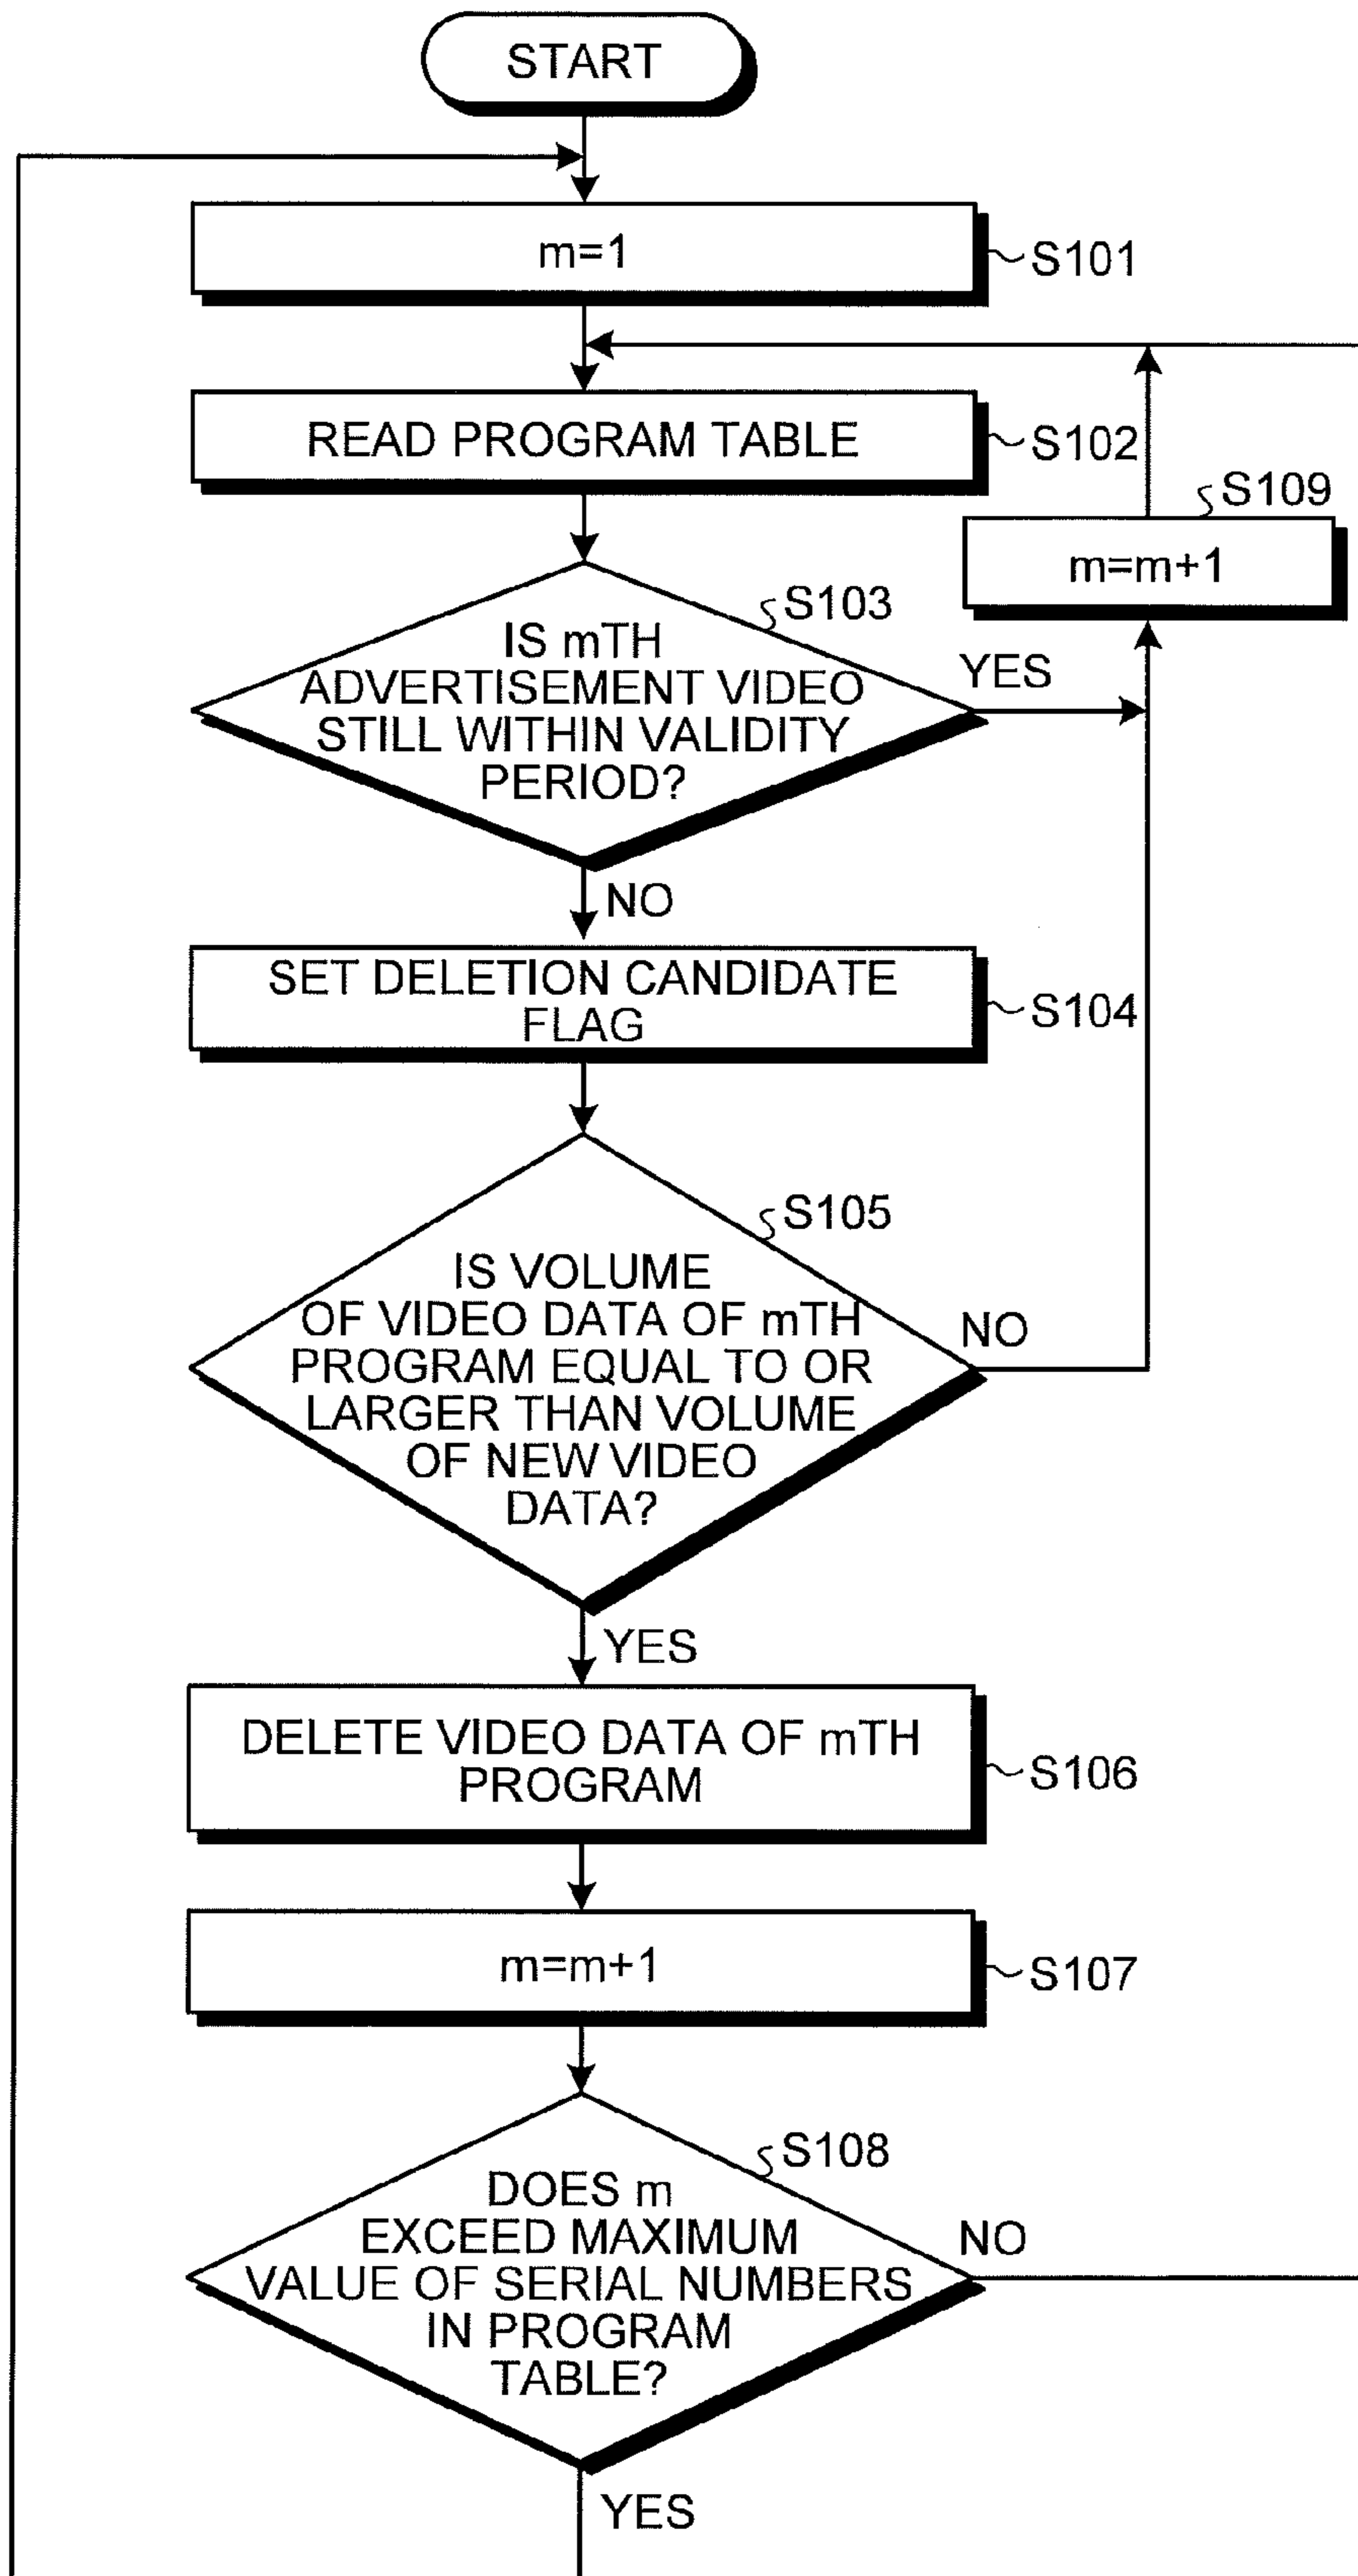 START
m=1
S101
READ PROGRAM TABLE
S102
S109
m=m+1
S103
IS mTH
ADVERTISEMENT VIDEO
STILL WITHIN VALIDITY
PERIOD?
YES
NO
SET DELETION CANDIDATE
FLAG
S104
S105
IS VOLUME
OF VIDEO DATA OF mTH
PROGRAM EQUAL TO OR
LARGER THAN VOLUME
OF NEW VIDEO
DATA?
NO
YES
DELETE VIDEO DATA OF mTH
PROGRAM
S106
m=m+1
S107
S108
DOES m
EXCEED MAXIMUM
VALUE OF SERIAL NUMBERS
IN PROGRAM
TABLE?
NO
YES